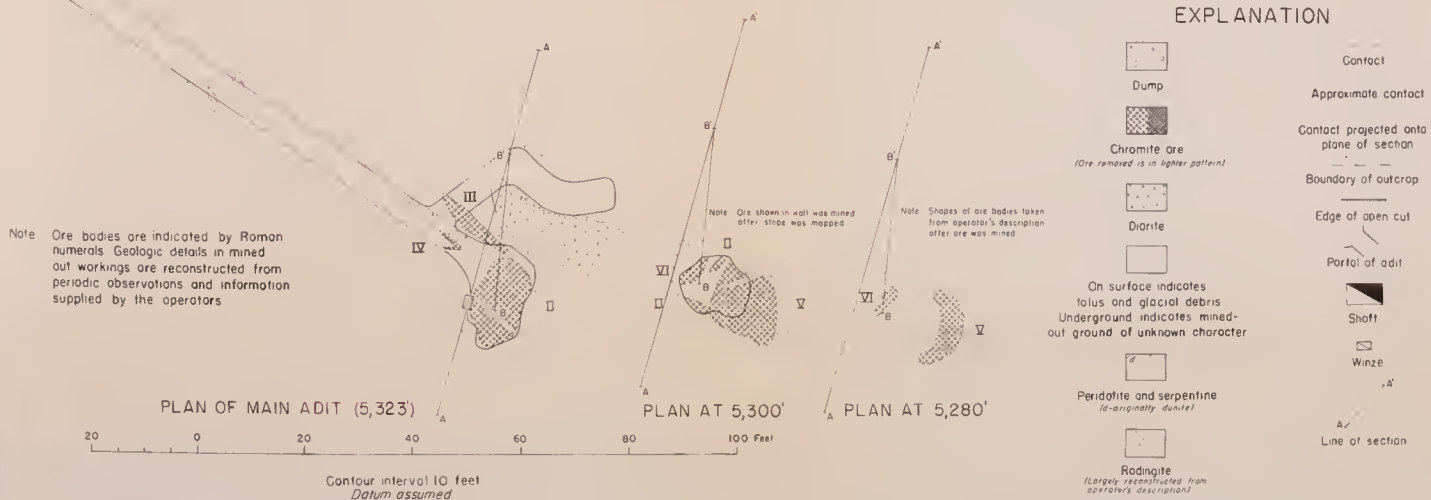 EXPLANATION
Dump
Chromite ore
(Ore removed is in lighter pattern)
Diorite
On surface indicates
talus and glacial debris
Underground indicates mined-
out ground of unknown character
d
Peridotite and serpentine
(d-originally dunite)
Rodingite
(Largely reconstructed from
operator's description)
Contact
Approximate contact
Contact projected onto
plane of section
Boundary of outcrop
Edge of open cut
Portal of adit
Shaft
Winze
A'
A
Line of section
Note Ore bodies are indicated by Roman
numerals Geologic details in mined
out workings are reconstructed from
periodic observations and information
supplied by the operators
A
B'
III
IV
II
B
A
PLAN OF MAIN ADIT (5,323')
A'
B'
Note Ore shown in wall was mined
after stope was mapped
II
VI
II
B
V
A
PLAN AT 5,300'
A'
B'
Note Shapes of ore bodies taken
from operator's description
after ore was mined
VI
B
V
A
PLAN AT 5,280'
20 0 20 40 60 80 100 Feet
Contour interval 10 feet
Datum assumed